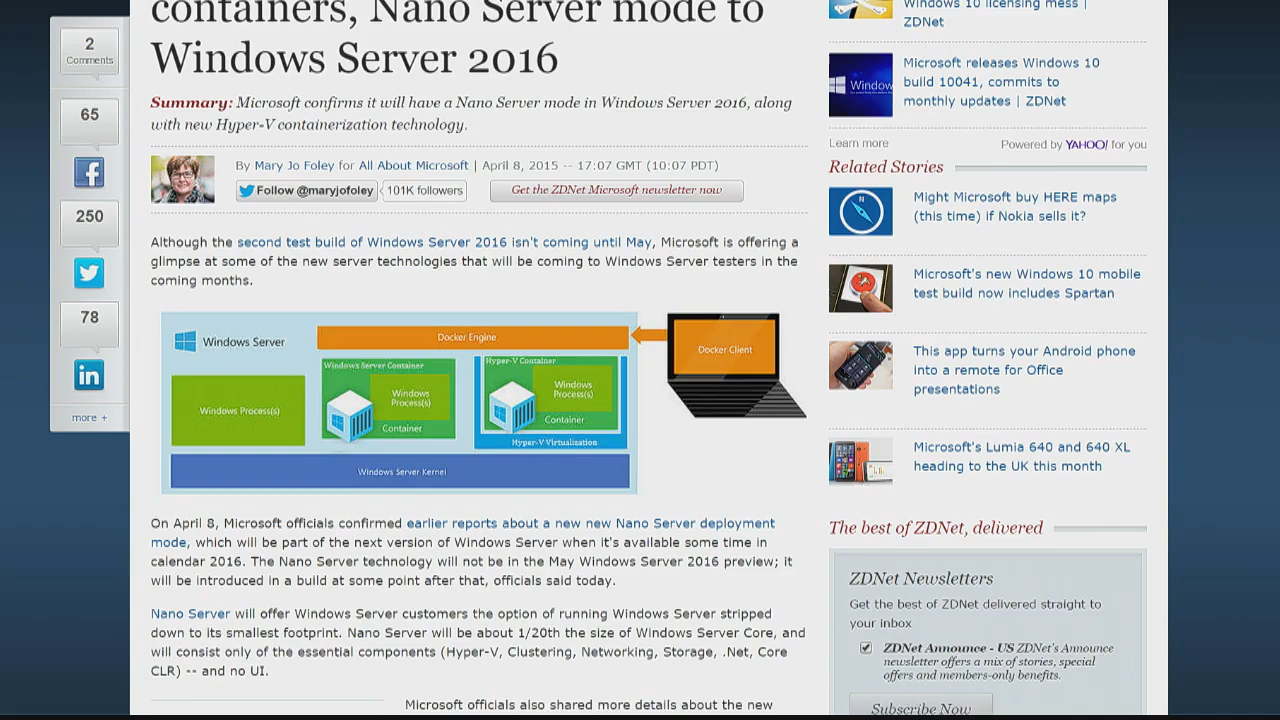 containers, Nano Server mode to
Windows Server 2016
Summary: Microsoft confirms it will have a Nano Server mode in Windows Server 2016, along
with new Hyper-V containerization technology.
By Mary Jo Foley for All About Microsoft | April 8, 2015 -- 17:07 GMT (10:07 PDT)
Follow @maryjofoley
101K followers
Get the ZDNet Microsoft newsletter now
Although the second test build of Windows Server 2016 isn't coming until May, Microsoft is offering a
glimpse at some of the new server technologies that will be coming to Windows Server testers in the
coming months.
Windows Server
Docker Engine
Docker Client
Windows Process(s)
Windows Server Container
Windows
Process(s)
Container
Hyper-V Container
Windows
Process(s)
Container
Hyper-V Virtualization
Windows Server Kernel
On April 8, Microsoft officials confirmed earlier reports about a new new Nano Server deployment
mode, which will be part of the next version of Windows Server when it's available some time in
calendar 2016. The Nano Server technology will not be in the May Windows Server 2016 preview; it
will be introduced in a build at some point after that, officials said today.
Nano Server will offer Windows Server customers the option of running Windows Server stripped
down to its smallest footprint. Nano Server will be about 1/20th the size of Windows Server Core, and
will consist only of the essential components (Hyper-V, Clustering, Networking, Storage, .Net, Core
CLR) -- and no UI.
Microsoft officials also shared more details about the new
2
Comments
65
f
250
78
in
more +
Windows 10 licensing mess |
ZDNet
Window
Microsoft releases Windows 10
build 10041, commits to
monthly updates | ZDNet
Learn more
Powered by YAHOO! for you
Related Stories
N
Might Microsoft buy HERE maps
(this time) if Nokia sells it?
Microsoft's new Windows 10 mobile
test build now includes Spartan
This app turns your Android phone
into a remote for Office
presentations
Microsoft's Lumia 640 and 640 XL
heading to the UK this month
The best of ZDNet, delivered
ZDNet Newsletters
Get the best of ZDNet delivered straight to
your inbox
ZDNet Announce - US ZDNet's Announce
newsletter offers a mix of stories, special
offers and members-only benefits.
Subscribe Now